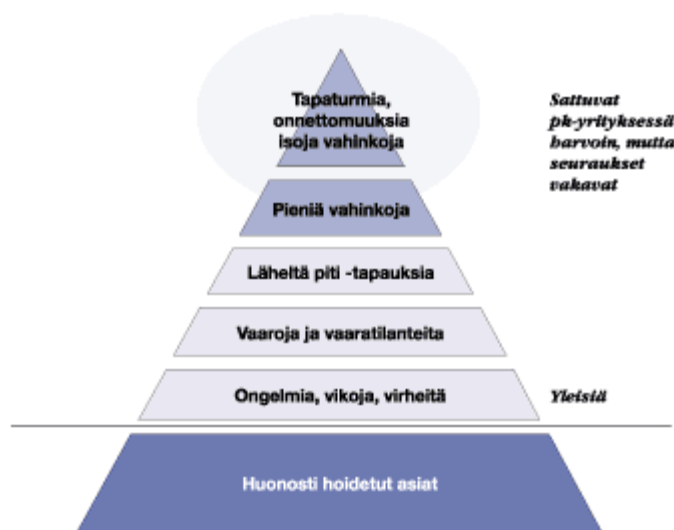 Tapaturmia,
onnettomuuksia
isoja vahinkoja
Sattuvat
pk-yrityksessä
harvoin, mutta
seuraukset
vakavat
Pieniä vahinkoja
Läheltä piti -tapauksia
Vaaroja ja vaaratilanteita
Ongelmia, vikoja, virheitä
Yleisiä
Huonosti hoidetut asiat